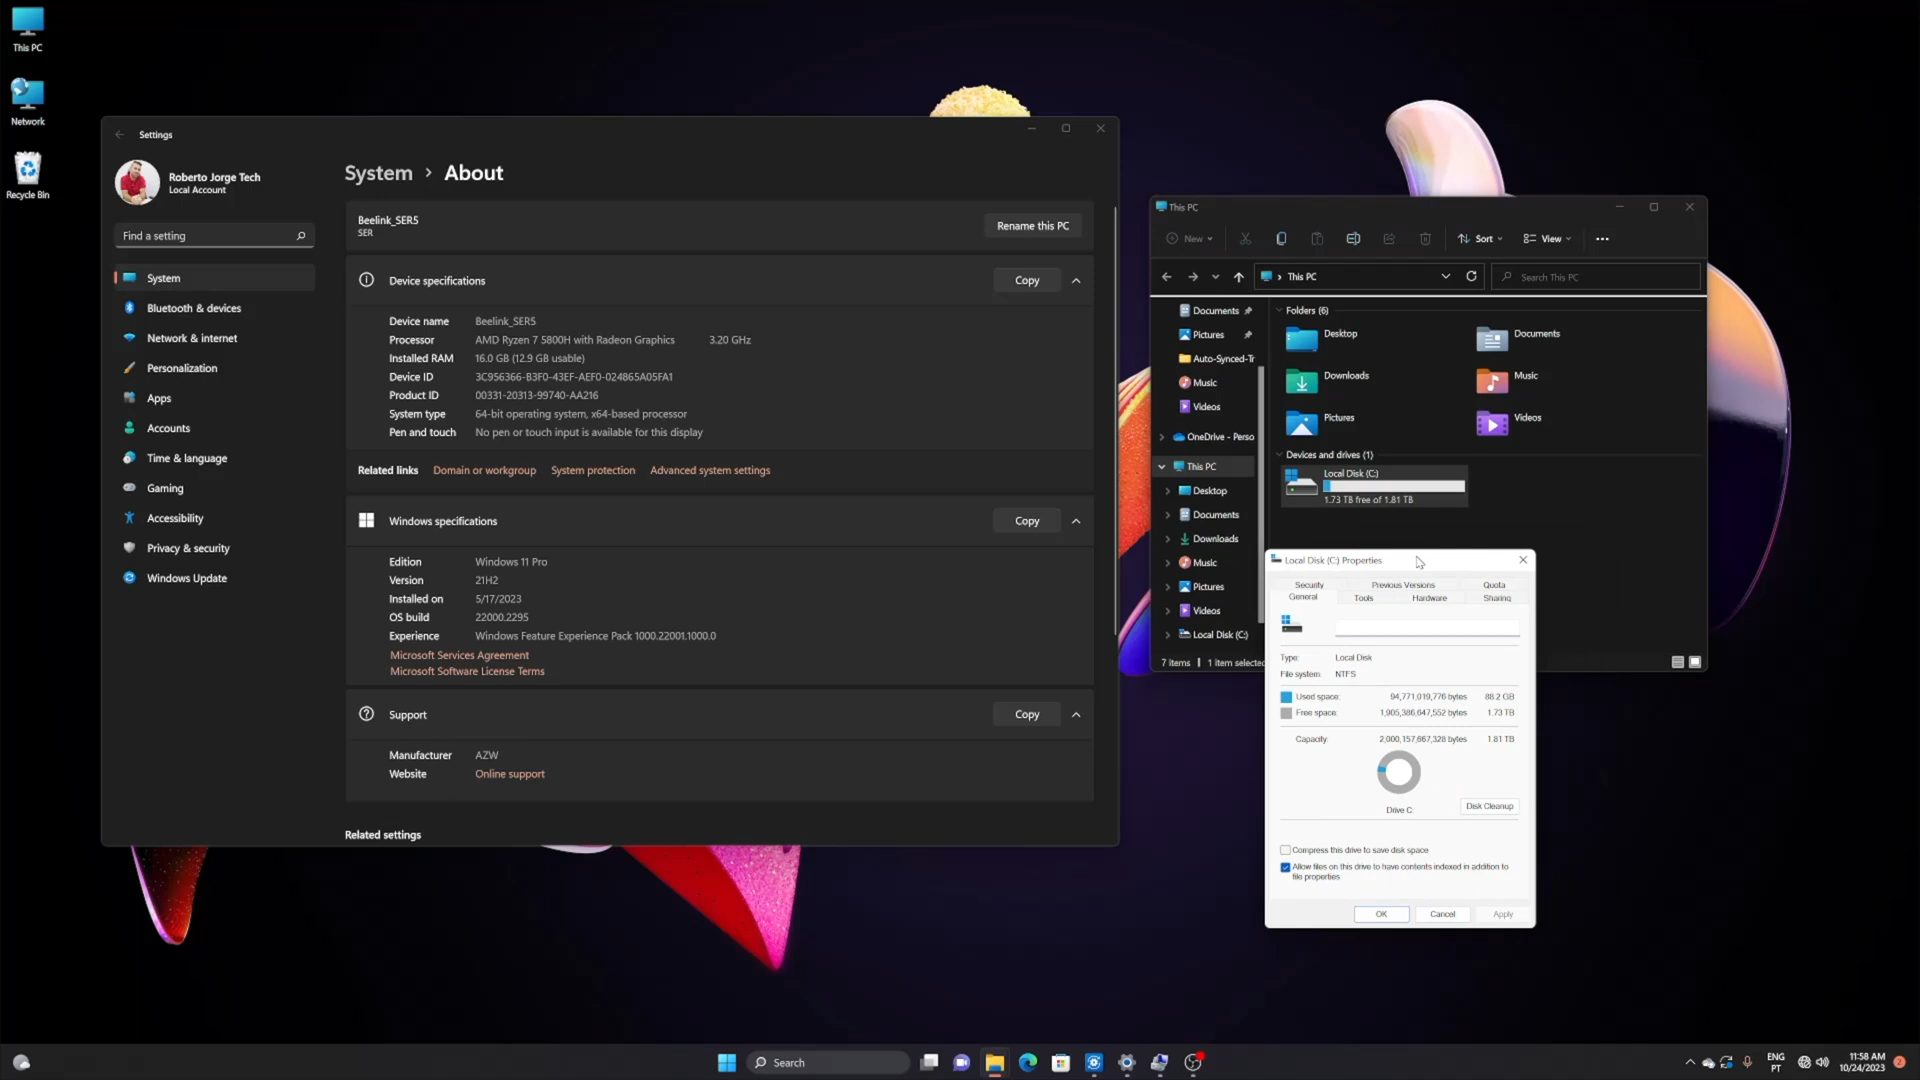 This PC
Network
Recycle Bin
Settings
Roberto Jorge Tech
Local Account
Find a setting
System
Bluetooth & devices
Network & internet
Personalization
Apps
Accounts
Time & language
Gaming
Accessibility
Privacy & security
Windows Update
System › About
Beelink_SER5
SER
Rename this PC
Device specifications
Copy
Device name Beelink_SER5
Processor AMD Ryzen 7 5800H with Radeon Graphics 3.20 GHz
Installed RAM 16.0 GB (12.9 GB usable)
Device ID 3C956366-B3F0-43EF-AEF0-024865A05FA1
Product ID 00331-20313-99740-AA216
System type 64-bit operating system, x64-based processor
Pen and touch No pen or touch input is available for this display
Related links Domain or workgroup System protection Advanced system settings
Windows specifications
Copy
Edition Windows 11 Pro
Version 21H2
Installed on 5/17/2023
OS build 22000.2295
Experience Windows Feature Experience Pack 1000.22001.1000.0
Microsoft Services Agreement
Microsoft Software License Terms
Support
Copy
Manufacturer AZW
Website Online support
Related settings
This PC
New
Sort
View
This PC
Search This PC
Documents
Pictures
Auto-Synced-Tr
Music
Videos
OneDrive - Perso
This PC
Desktop
Documents
Downloads
Music
Pictures
Videos
Local Disk (C:)
Folders (6)
Desktop
Documents
Downloads
Music
Pictures
Videos
Devices and drives (1)
Local Disk (C:)
1.73 TB free of 1.81 TB
7 items
1 item selected
Local Disk (C:) Properties
Security Previous Versions Quota
General Tools Hardware Sharing
Type: Local Disk
File system: NTFS
Used space: 94,771,019,776 bytes 88.2 GB
Free space: 1,905,386,647,552 bytes 1.73 TB
Capacity: 2,000,157,667,328 bytes 1.81 TB
Drive C:
Disk Cleanup
Compress this drive to save disk space
Allow files on this drive to have contents indexed in addition to
file properties
OK Cancel Apply
Search
ENG
PT
11:58 AM
10/24/2023
2